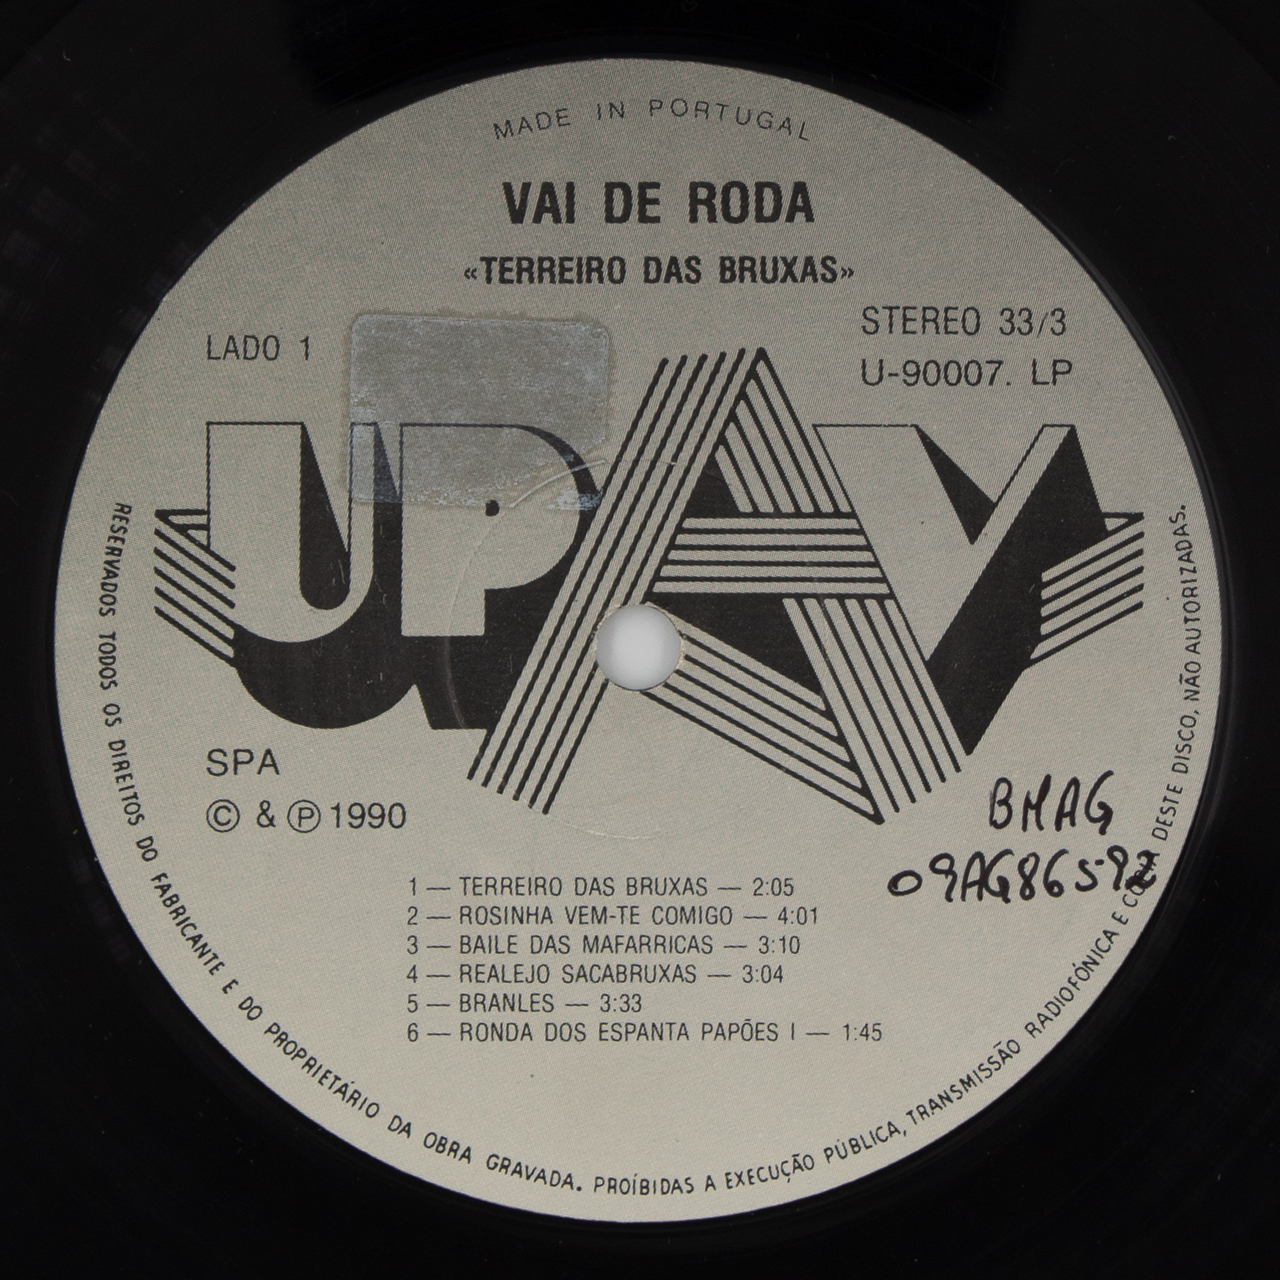 MADE IN PORTUGAL
VAI DE RODA
«TERREIRO DAS BRUXAS»
LADO 1
STEREO 33/3
U-90007. LP
UPAV
SPA
© & ℗ 1990
BMAG
09AG86592
1 — TERREIRO DAS BRUXAS — 2:05
2 — ROSINHA VEM-TE COMIGO — 4:01
3 — BAILE DAS MAFARRICAS — 3:10
4 — REALEJO SACABRUXAS — 3:04
5 — BRANLES — 3:33
6 — RONDA DOS ESPANTA PAPÕES I — 1:45
RESERVADOS TODOS OS DIREITOS DO FABRICANTE E DO PROPRIETÁRIO DA OBRA GRAVADA. PROÍBIDAS A EXECUÇÃO PÚBLICA, TRANSMISSÃO RADIOFÓNICA E CÓPIA DESTE DISCO, NÃO AUTORIZADAS.